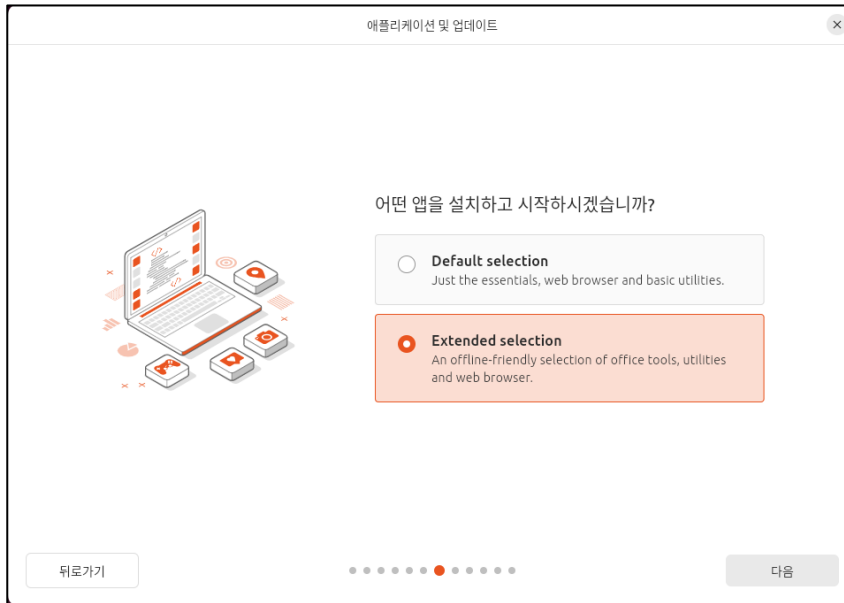 애플리케이션 및 업데이트
어떤 앱을 설치하고 시작하시겠습니까?
Default selection
Just the essentials, web browser and basic utilities.
Extended selection
An offline-friendly selection of office tools, utilities
and web browser.
뒤로가기
다음